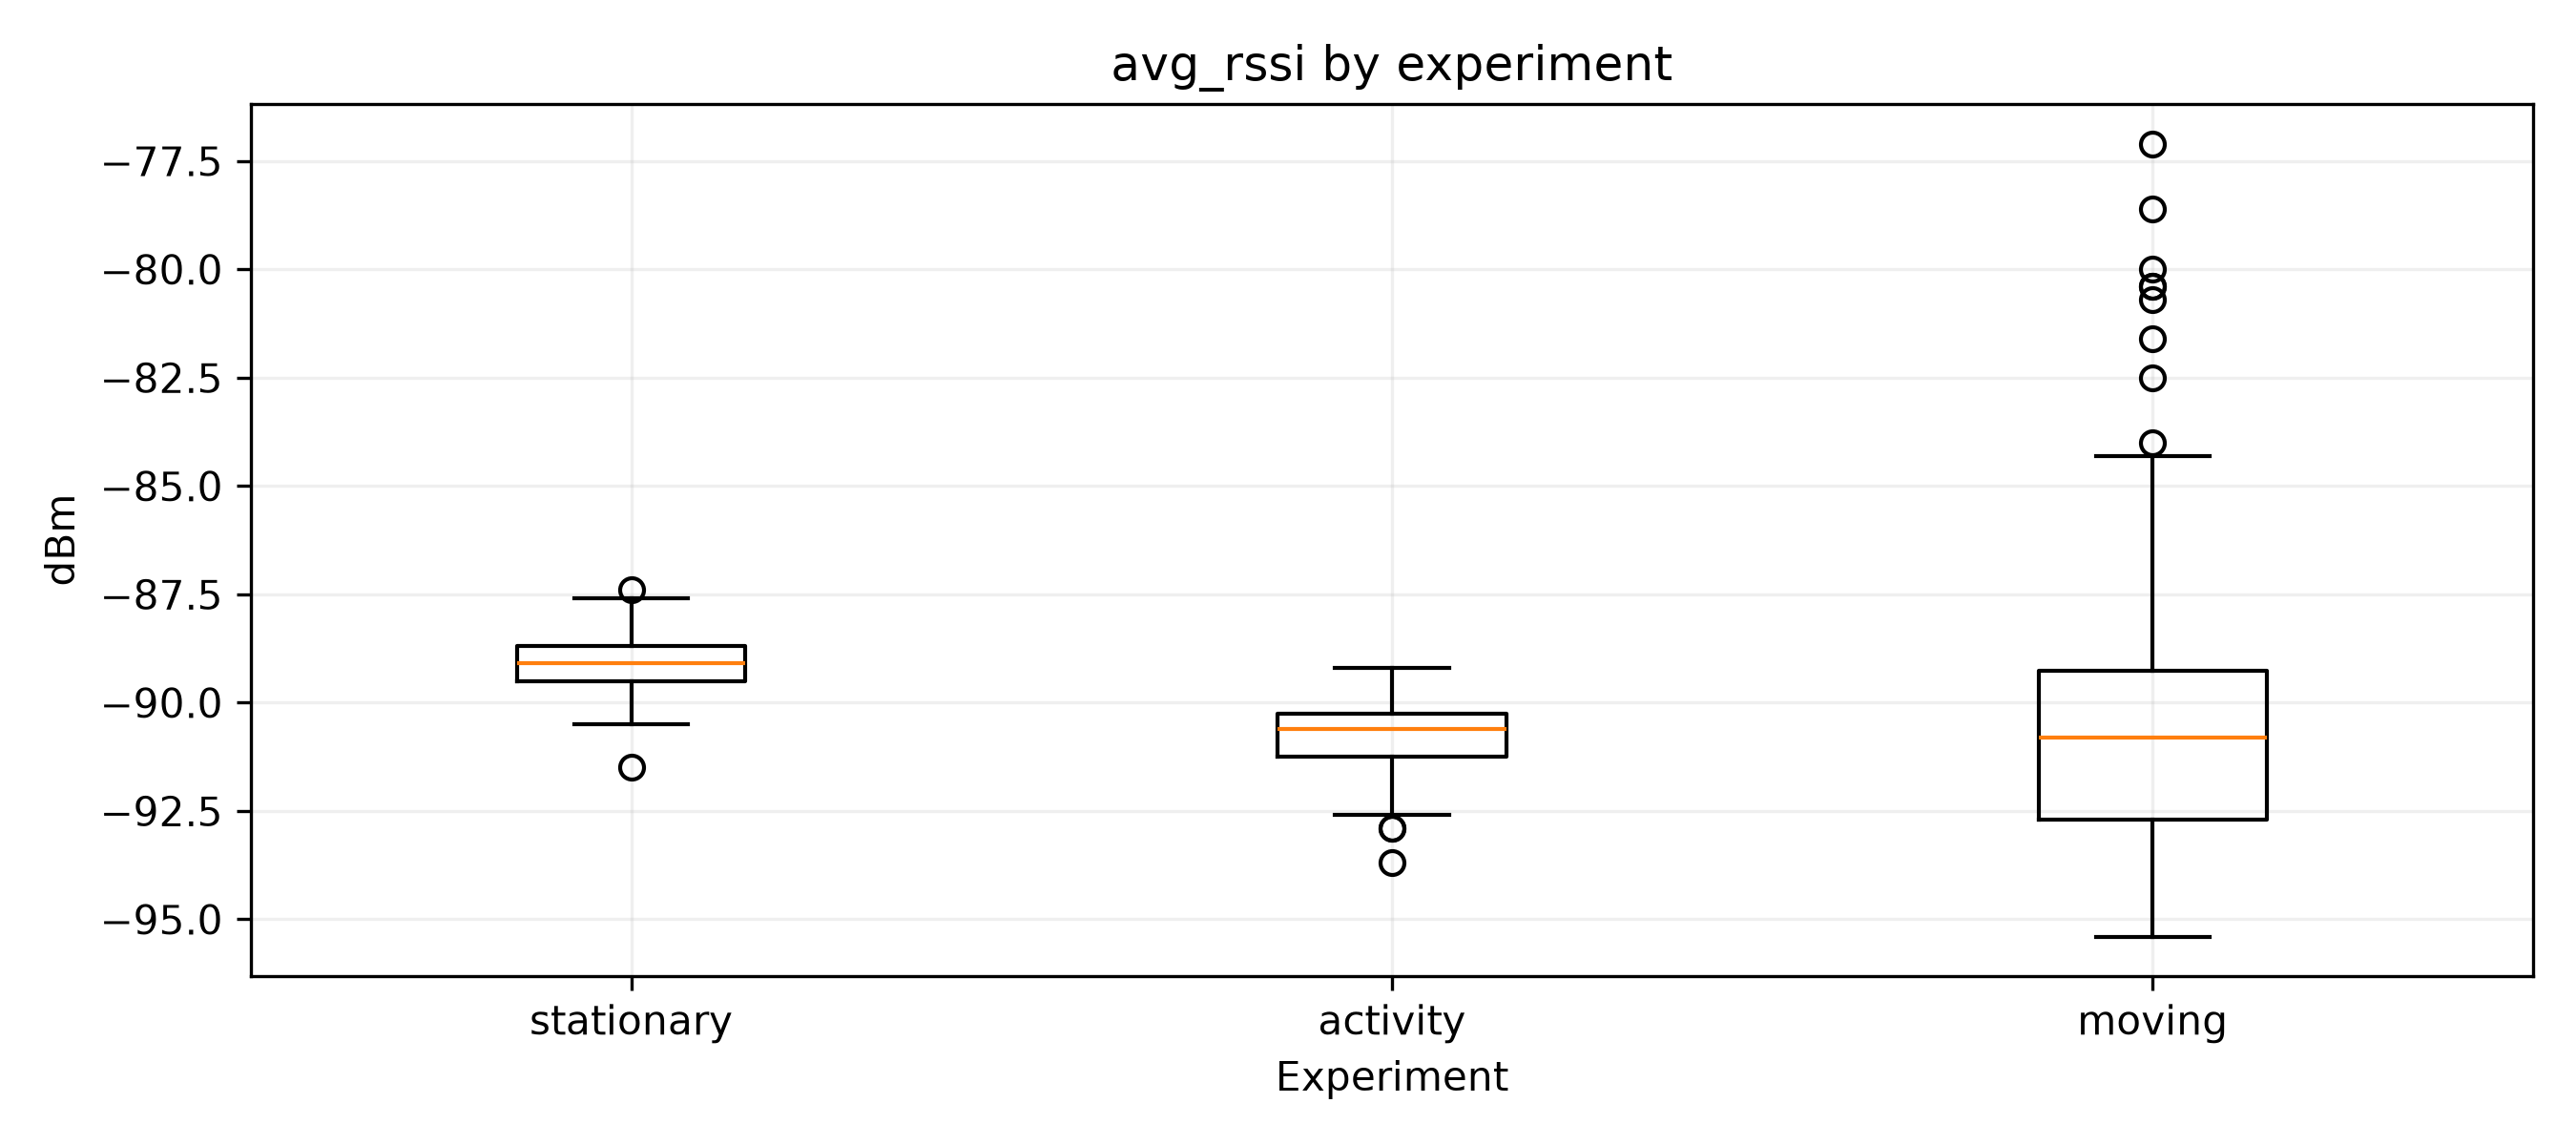 avg_rssi by experiment
−77.5
−80.0
−82.5
−85.0
−87.5
−90.0
−92.5
−95.0
dBm
stationary
activity
moving
Experiment